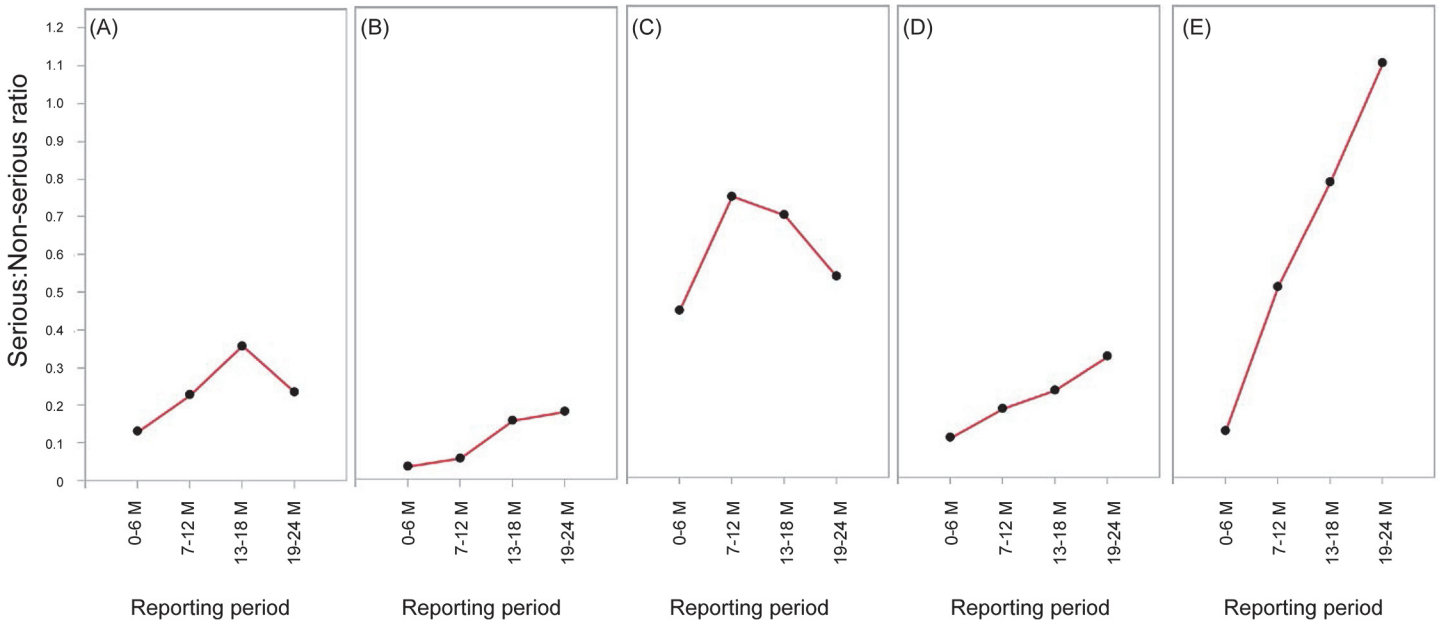 Serious:Non-serious ratio
1.2
1.1
1.0
0.9
0.8
0.7
0.6
0.5
0.4
0.3
0.2
0.1
0
(A)
0-6 M
7-12 M
13-18 M
19-24 M
Reporting period
(B)
0-6 M
7-12 M
13-18 M
19-24 M
Reporting period
(C)
0-6 M
7-12 M
13-18 M
19-24 M
Reporting period
(D)
0-6 M
7-12 M
13-18 M
19-24 M
Reporting period
(E)
0-6 M
7-12 M
13-18 M
19-24 M
Reporting period